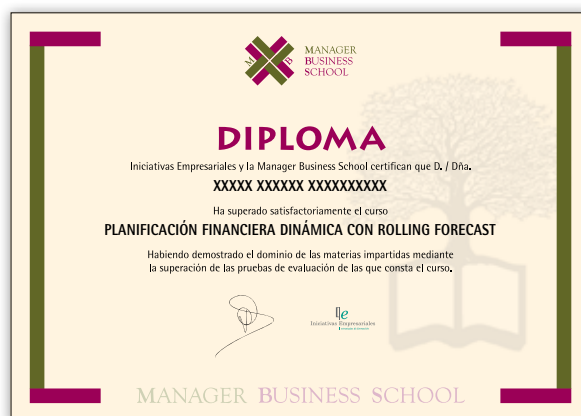 M B
MANAGER
BUSINESS
SCHOOL
DIPLOMA
Iniciativas Empresariales y la Manager Business School certifican que D. / Dña.
XXXXX XXXXXX XXXXXXXXXX
Ha superado satisfactoriamente el curso
PLANIFICACIÓN FINANCIERA DINÁMICA CON ROLLING FORECAST
Habiendo demostrado el dominio de las materias impartidas mediante
la superación de las pruebas de evaluación de las que consta el curso.
Iniciativas Empresariales
MANAGER BUSINESS SCHOOL